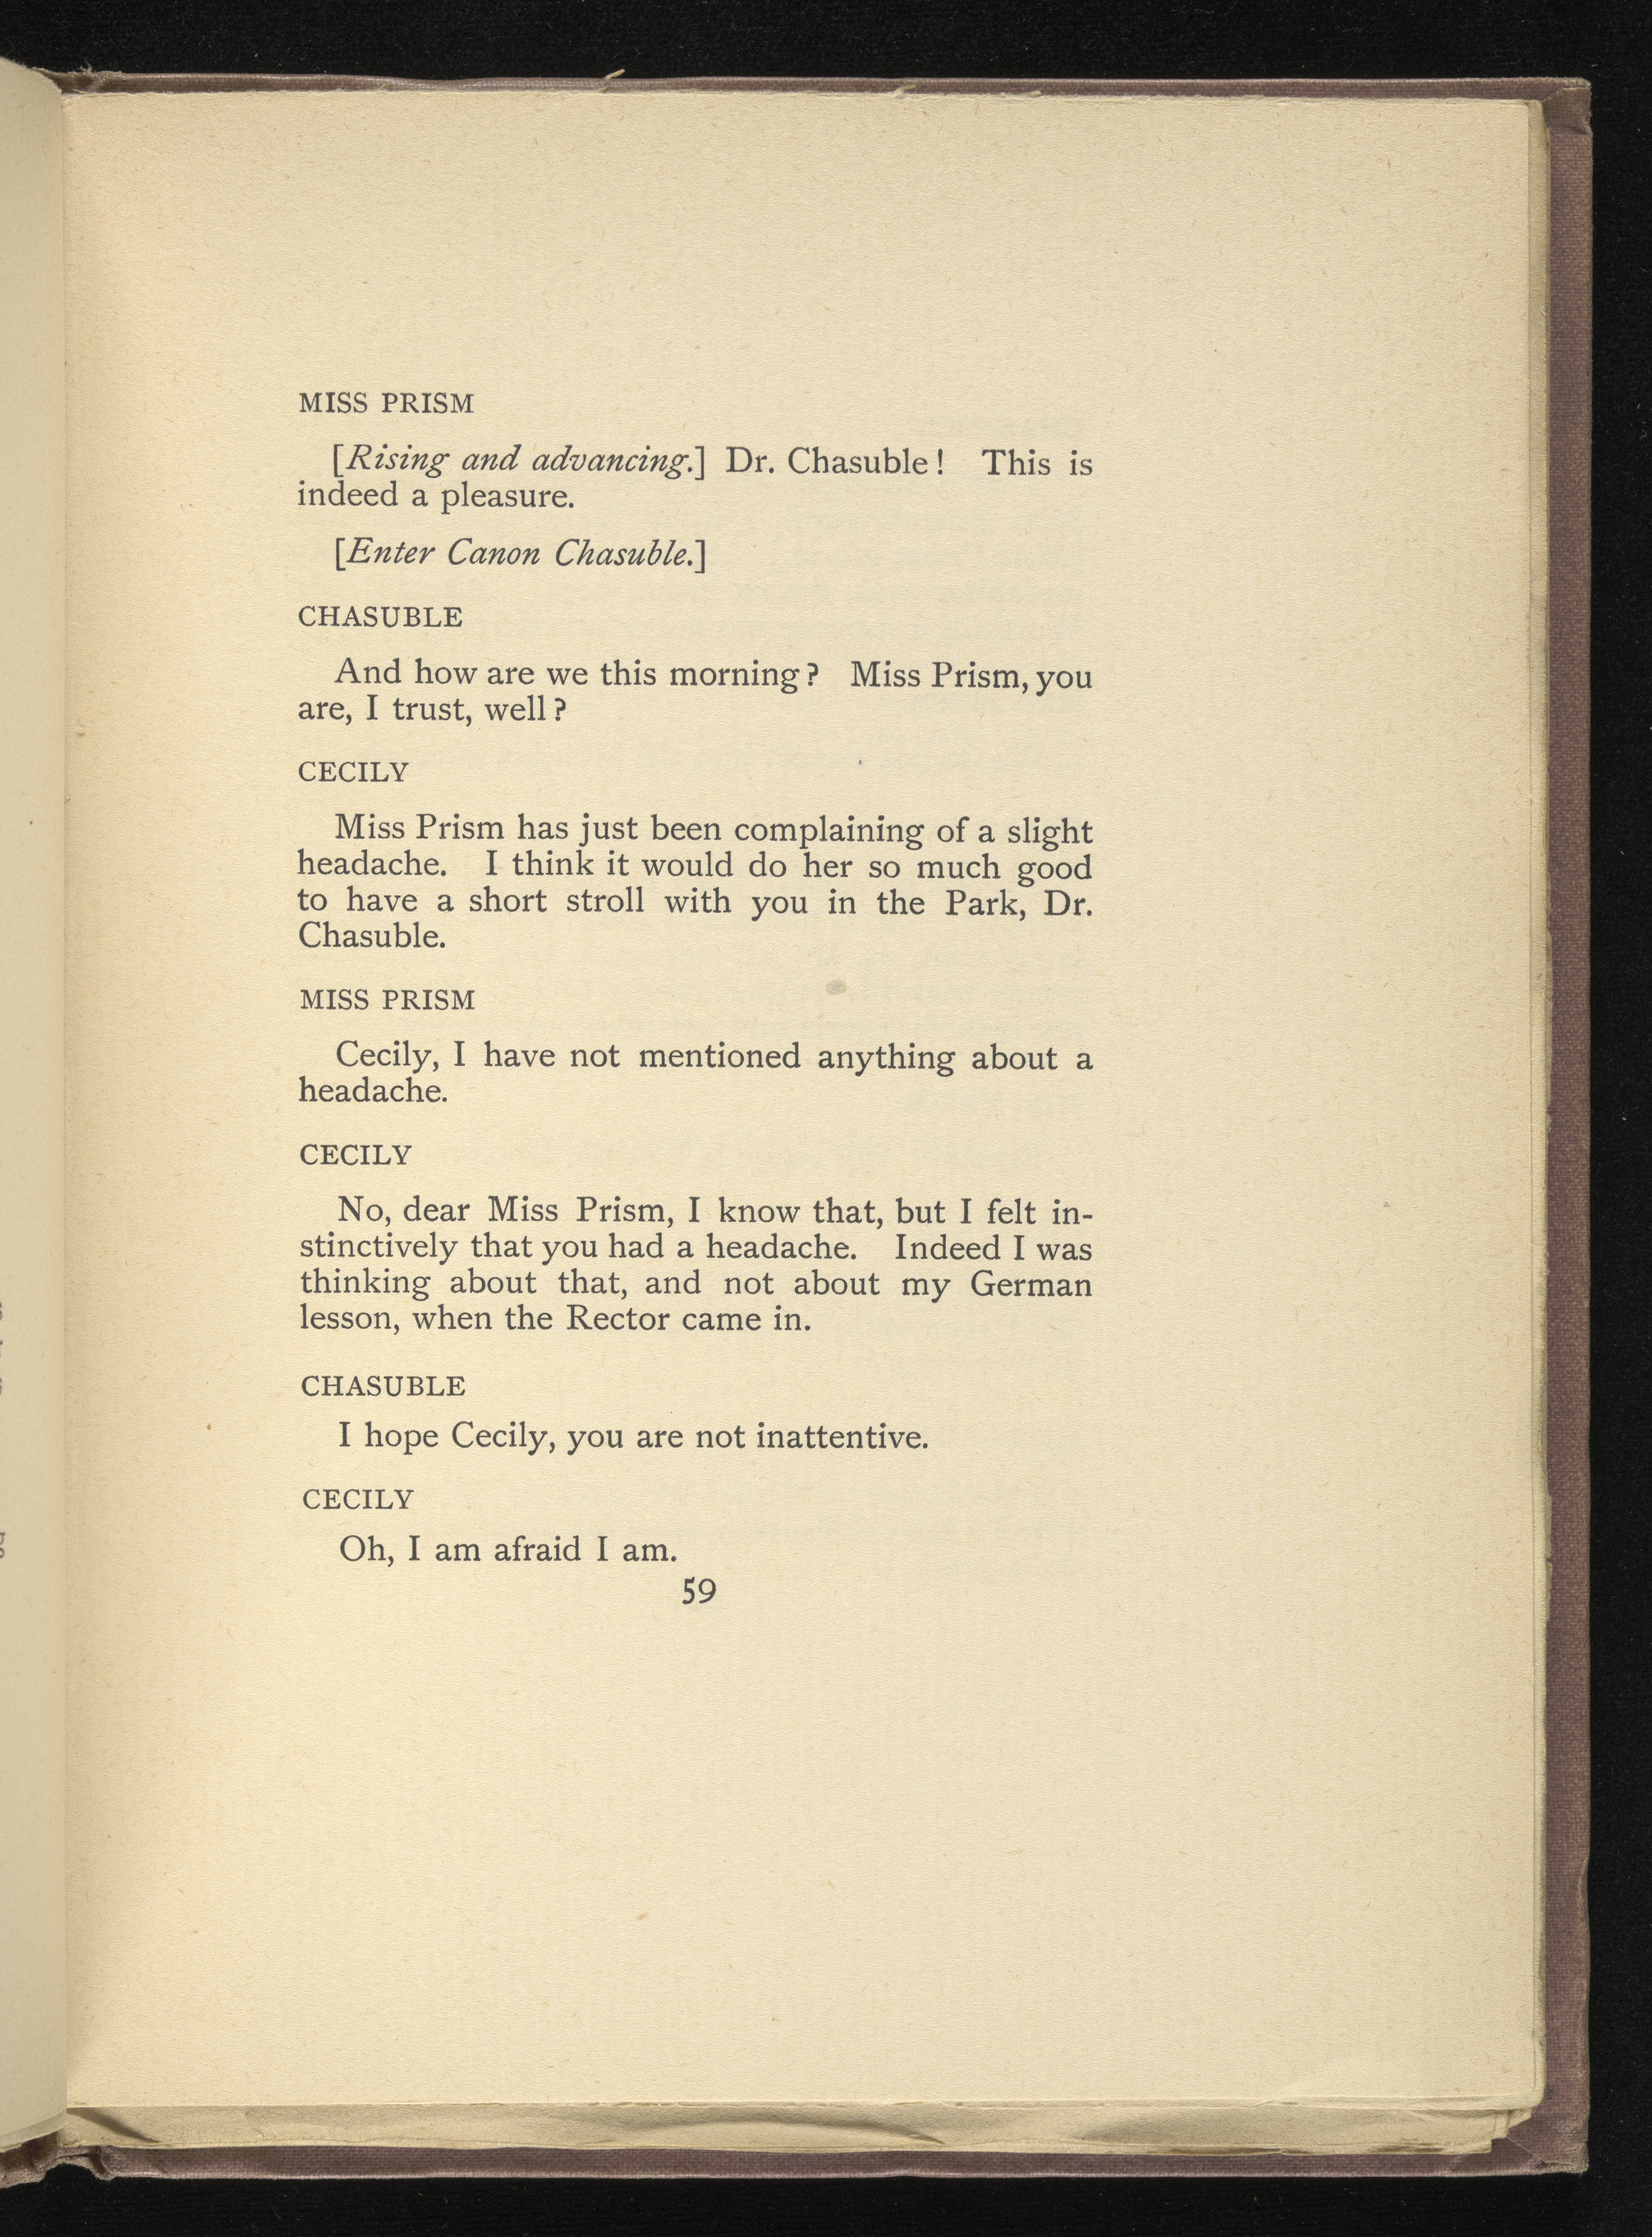 MISS PRISM
[Rising and advancing.] Dr. Chasuble! This is
indeed a pleasure.
[Enter Canon Chasuble.]
CHASUBLE
And how are we this morning? Miss Prism, you
are, I trust, well?
CECILY
Miss Prism has just been complaining of a slight
headache. I think it would do her so much good
to have a short stroll with you in the Park, Dr.
Chasuble.
MISS PRISM
Cecily, I have not mentioned anything about a
headache.
CECILY
No, dear Miss Prism, I know that, but I felt in-
stinctively that you had a headache. Indeed I was
thinking about that, and not about my German
lesson, when the Rector came in.
CHASUBLE
I hope Cecily, you are not inattentive.
CECILY
Oh, I am afraid I am.
59